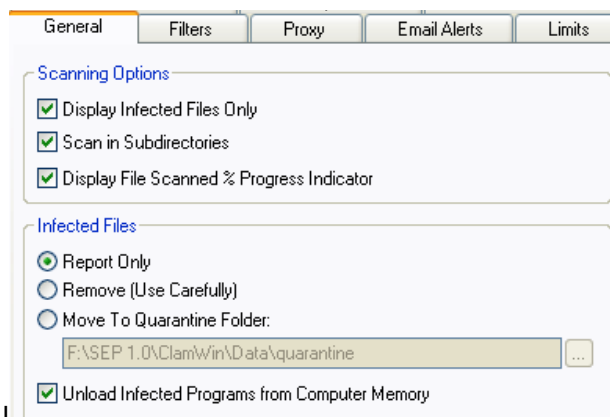 General Filters Proxy Email Alerts Limits
Scanning Options
Display Infected Files Only
Scan in Subdirectories
Display File Scanned % Progress Indicator
Infected Files
Report Only
Remove (Use Carefully)
Move To Quarantine Folder:
F:\SEP 1.0\ClamWin\Data\quarantine ...
Unload Infected Programs from Computer Memory